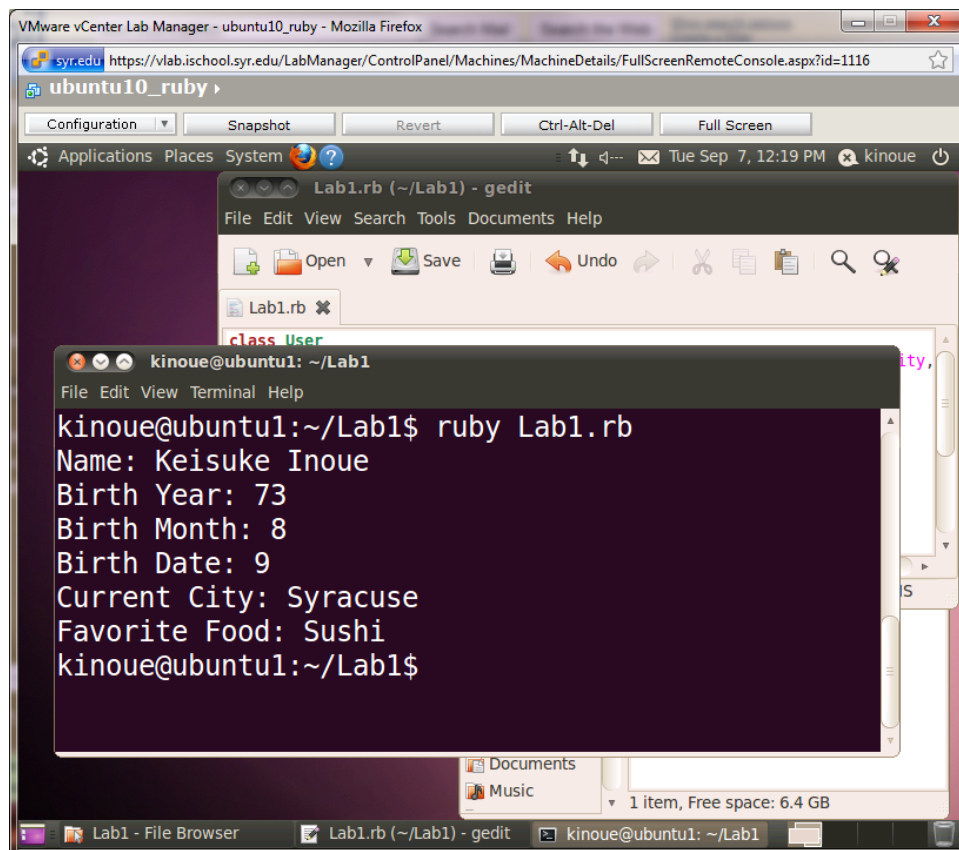 VMware vCenter Lab Manager - ubuntu10_ruby - Mozilla Firefox
syr.edu https://vlab.ischool.syr.edu/LabManager/ControlPanel/Machines/MachineDetails/FullScreenRemoteConsole.aspx?id=1116
ubuntu10_ruby
Configuration Snapshot Revert Ctrl-Alt-Del Full Screen
Applications Places System Tue Sep 7, 12:19 PM kinoue
Lab1.rb (~/Lab1) - gedit
File Edit View Search Tools Documents Help
Open Save Undo
Lab1.rb
class User
ity,
kinoue@ubuntu1: ~/Lab1
File Edit View Terminal Help
kinoue@ubuntu1:~/Lab1$ ruby Lab1.rb
Name: Keisuke Inoue
Birth Year: 73
Birth Month: 8
Birth Date: 9
Current City: Syracuse
Favorite Food: Sushi
kinoue@ubuntu1:~/Lab1$
Documents
Music
1 item, Free space: 6.4 GB
Lab1 - File Browser Lab1.rb (~/Lab1) - gedit kinoue@ubuntu1: ~/Lab1